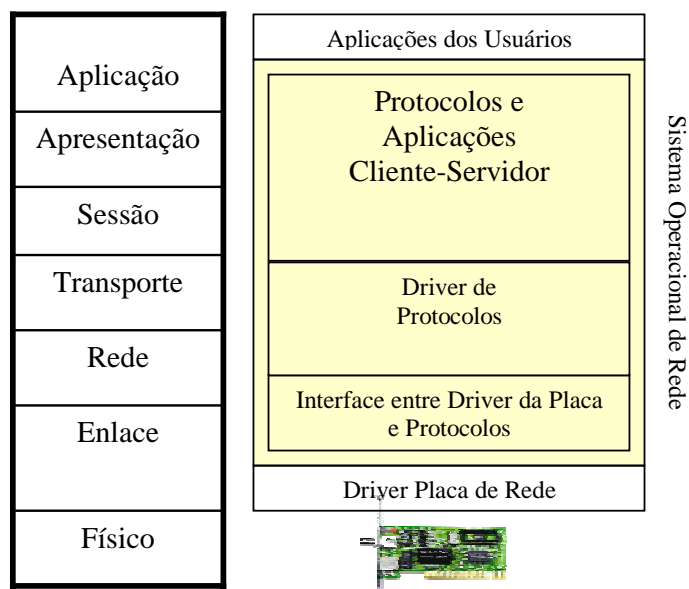 Aplicação
Apresentação
Sessão
Transporte
Rede
Enlace
Físico
Aplicações dos Usuários
Protocolos e
Aplicações
Cliente-Servidor
Driver de
Protocolos
Interface entre Driver da Placa
e Protocolos
Driver Placa de Rede
Sistema Operacional de Rede